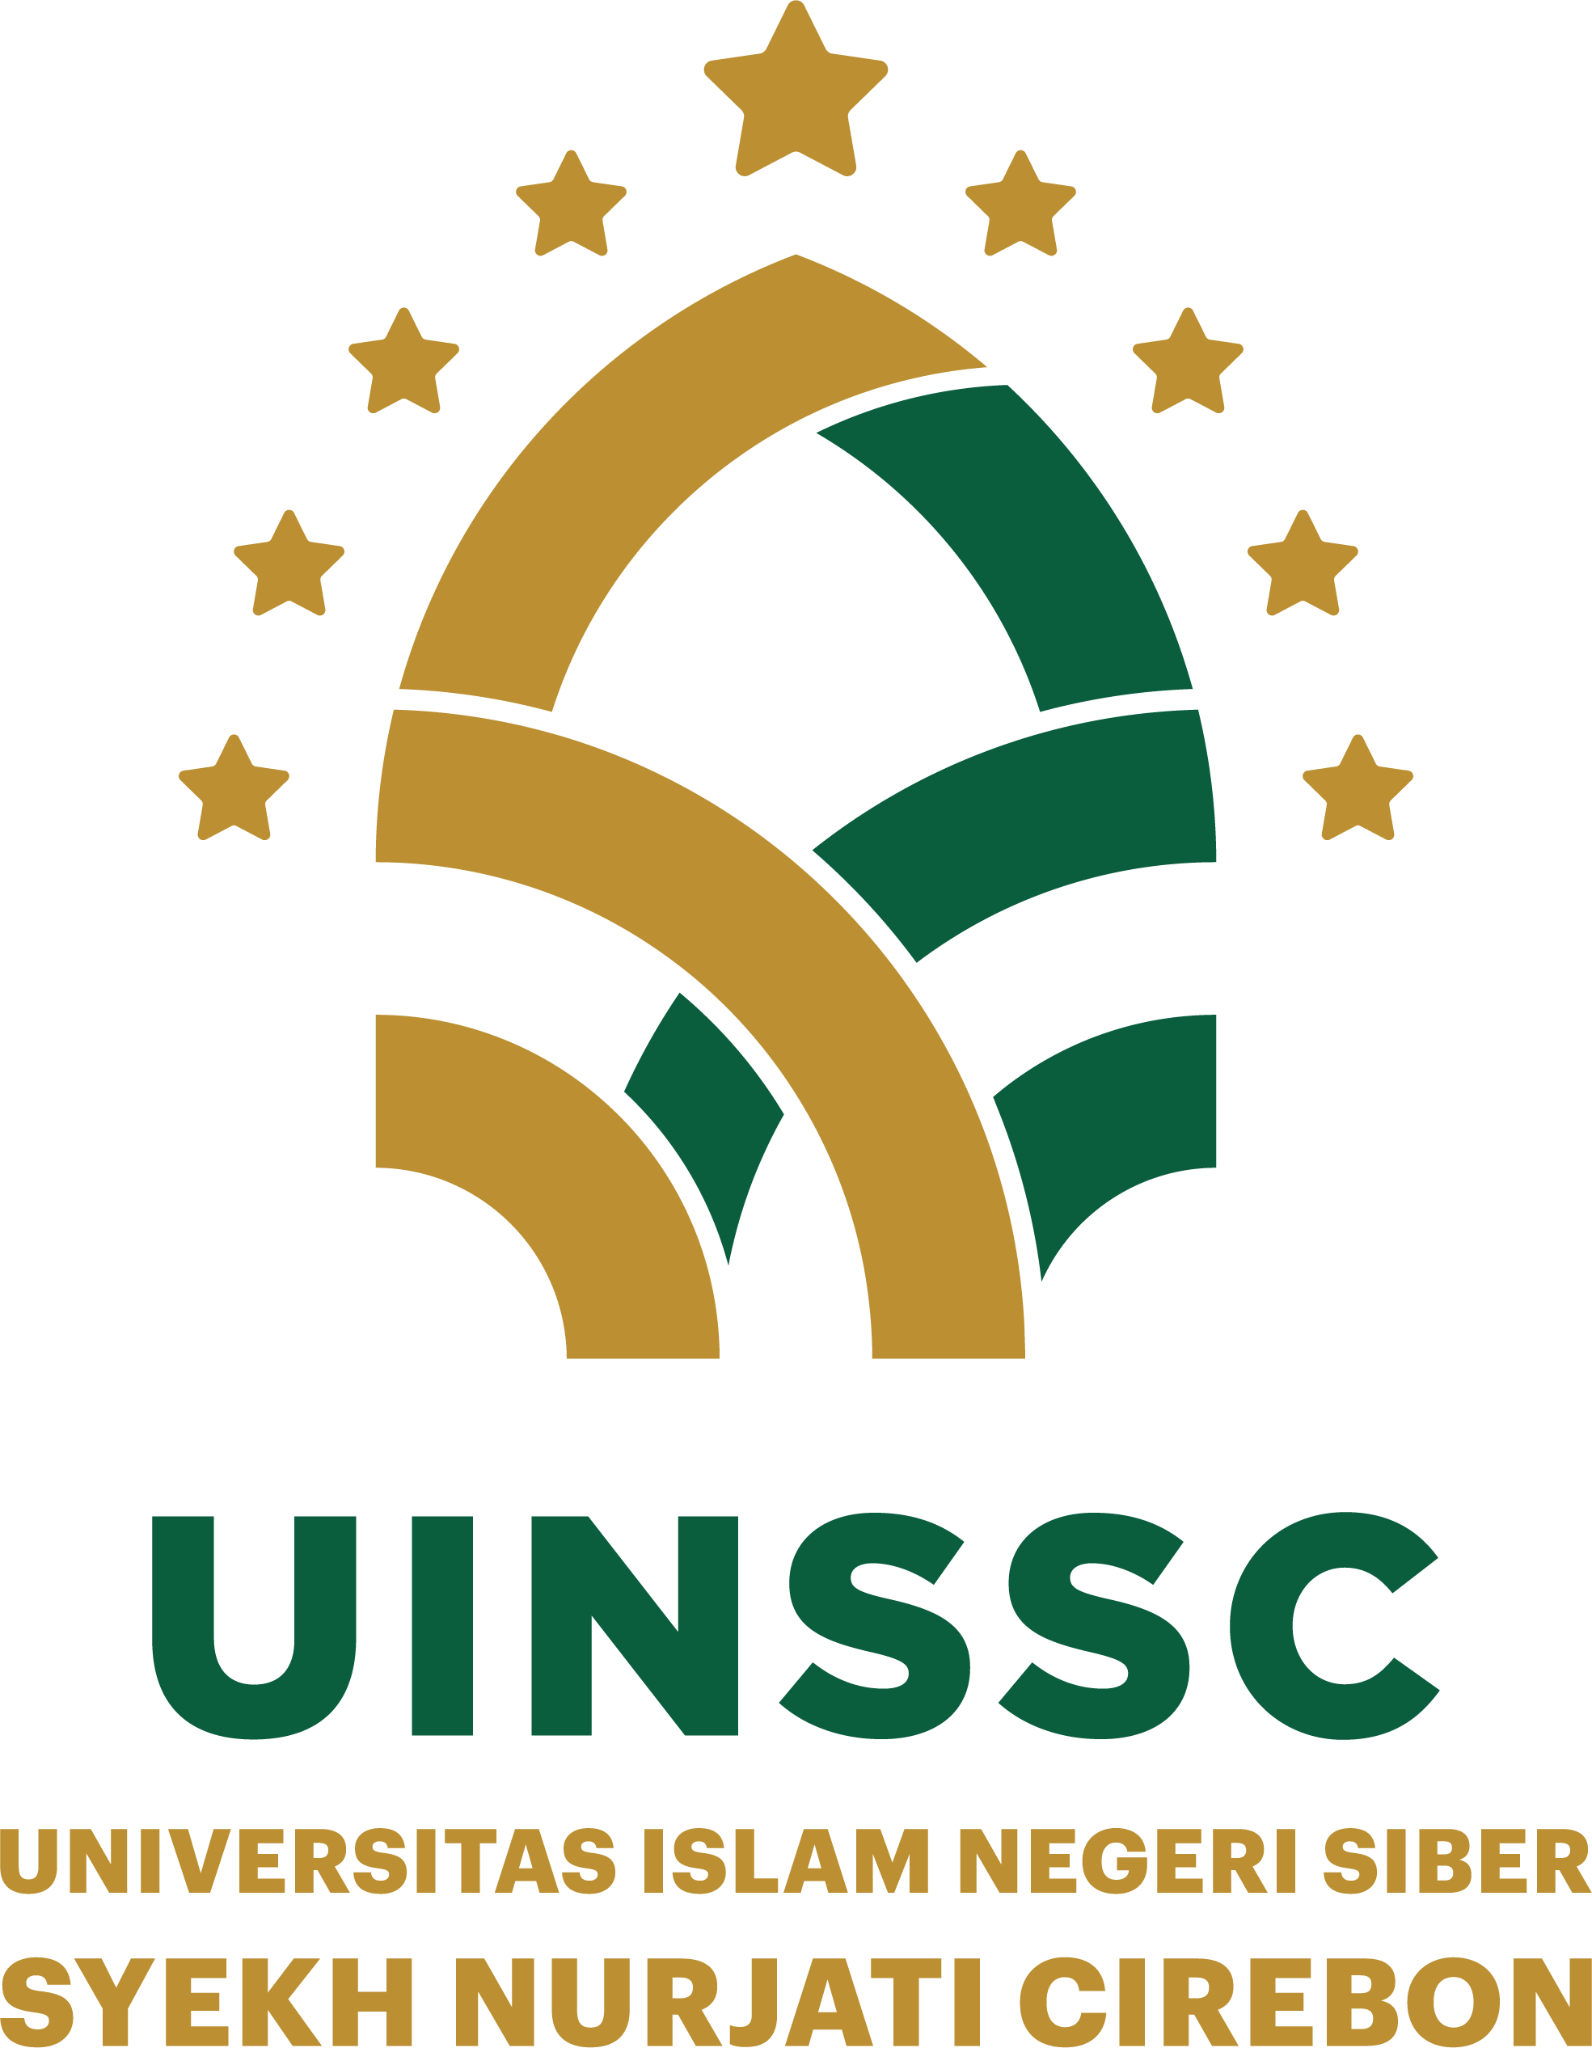 UINSSC
UNIVERSITAS ISLAM NEGERI SIBER
SYEKH NURJATI CIREBON